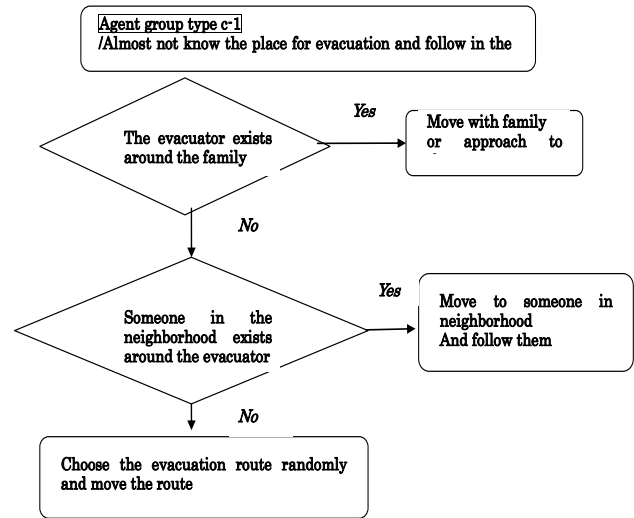 Agent group type c-1
/Almost not know the place for evacuation and follow in the
Yes
The evacuator exists
around the family
Move with family
or approach to
No
Yes
Someone in the
neighborhood exists
around the evacuator
Move to someone in
neighborhood
And follow them
No
Choose the evacuation route randomly
and move the route